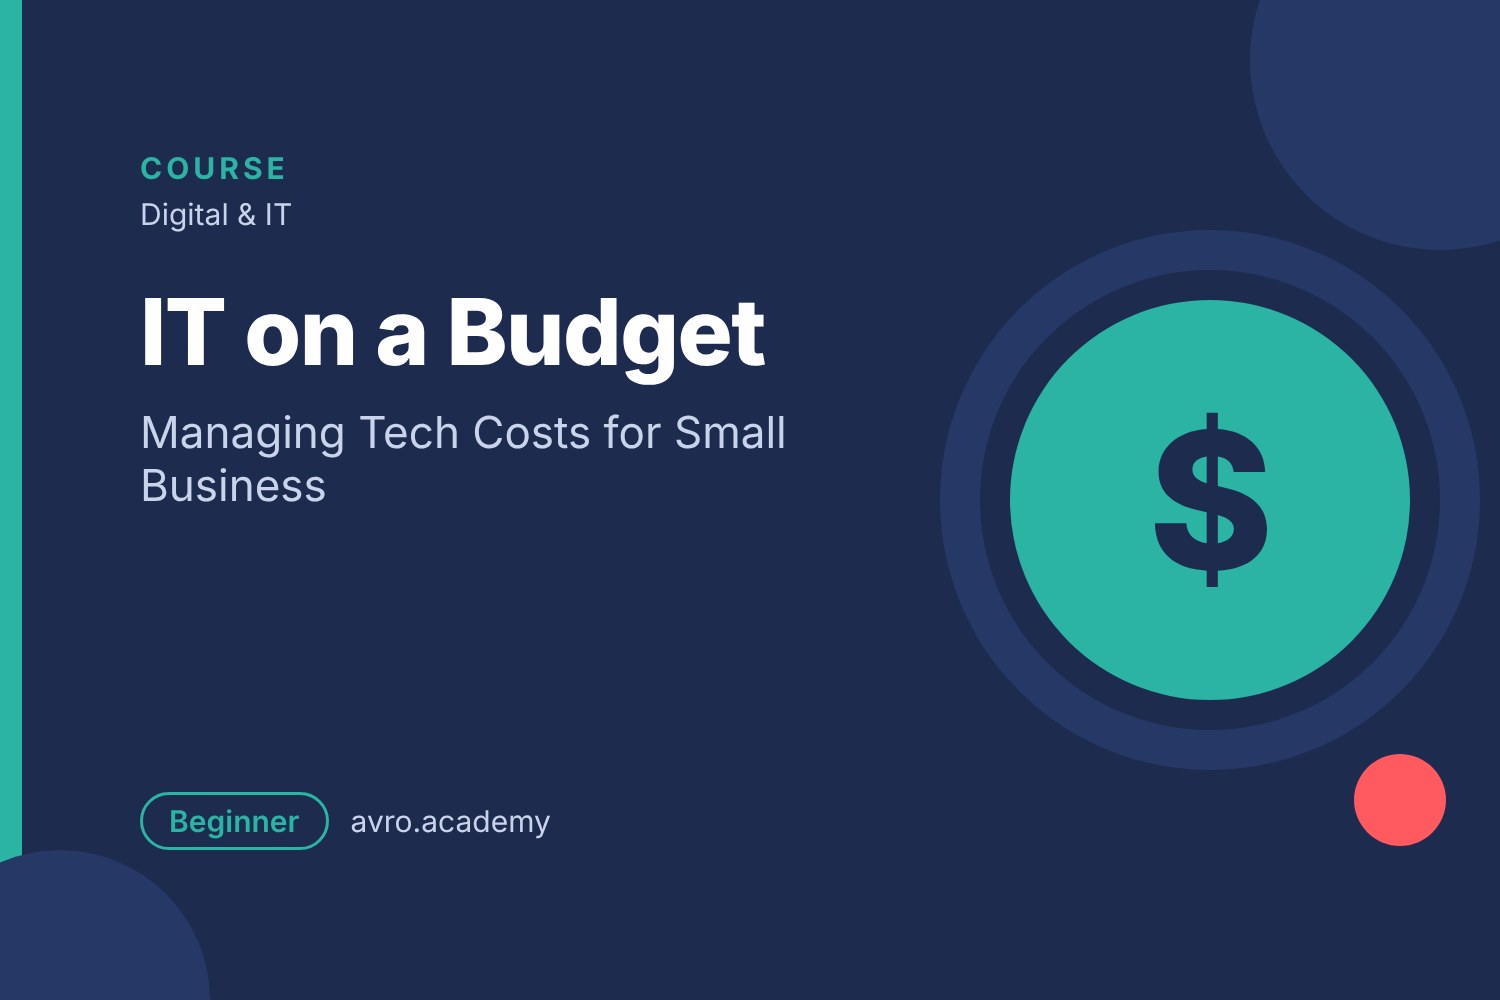 COURSE
Digital & IT
IT on a Budget
Managing Tech Costs for Small
Business
$
Beginner
avro.academy